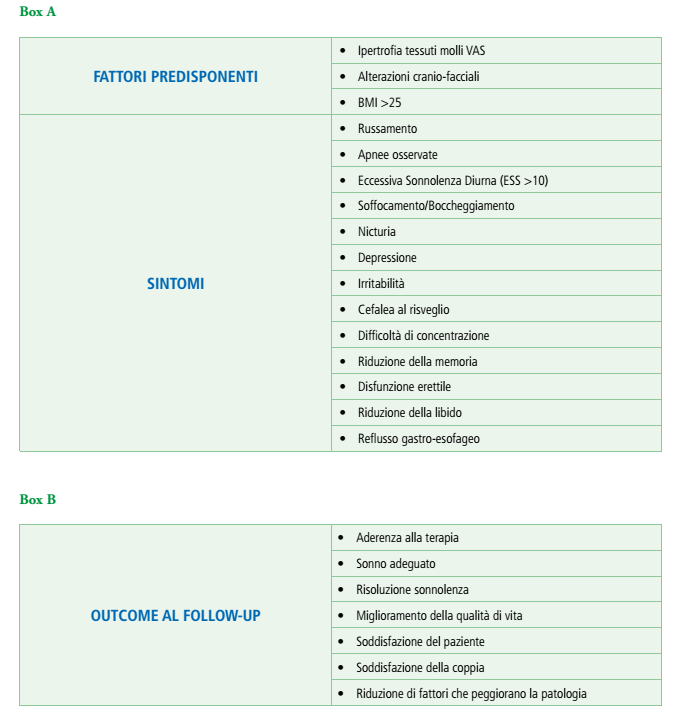 Box A
FATTORI PREDISPONENTI
• Ipertrofia tessuti molli VAS
• Alterazioni cranio-facciali
• BMI >25
SINTOMI
• Russamento
• Apnee osservate
• Eccessiva Sonnolenza Diurna (ESS >10)
• Soffocamento/Boccheggiamento
• Nicturia
• Depressione
• Irritabilità
• Cefalea al risveglio
• Difficoltà di concentrazione
• Riduzione della memoria
• Disfunzione erettile
• Riduzione della libido
• Reflusso gastro-esofageo
Box B
OUTCOME AL FOLLOW-UP
• Aderenza alla terapia
• Sonno adeguato
• Risoluzione sonnolenza
• Miglioramento della qualità di vita
• Soddisfazione del paziente
• Soddisfazione della coppia
• Riduzione di fattori che peggiorano la patologia